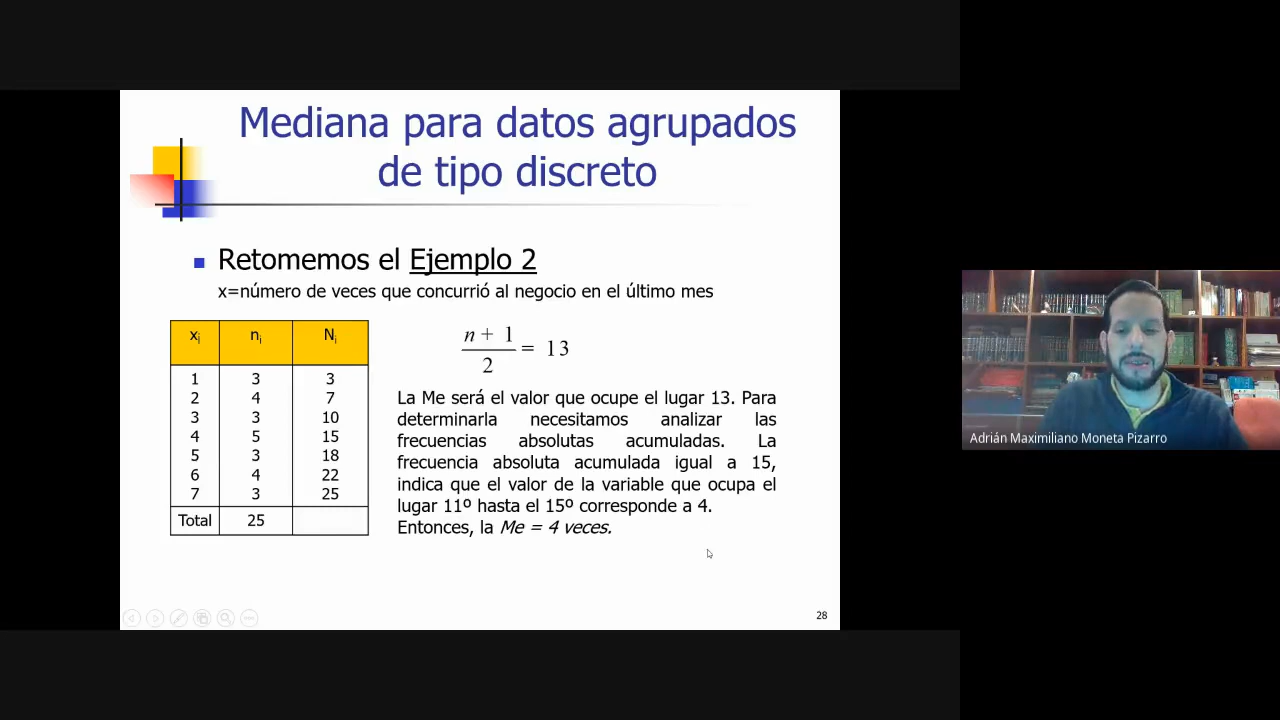 Mediana para datos agrupados
de tipo discreto
Retomemos el Ejemplo 2
x=número de veces que concurrió al negocio en el último mes
xi ni Ni
1 3 3
2 4 7
3 3 10
4 5 15
5 3 18
6 4 22
7 3 25
Total 25
n + 1
2
= 13
La Me será el valor que ocupe el lugar 13. Para
determinarla necesitamos analizar las
frecuencias absolutas acumuladas. La
frecuencia absoluta acumulada igual a 15,
indica que el valor de la variable que ocupa el
lugar 11º hasta el 15º corresponde a 4.
Entonces, la Me = 4 veces.
28
Adrián Maximiliano Moneta Pizarro